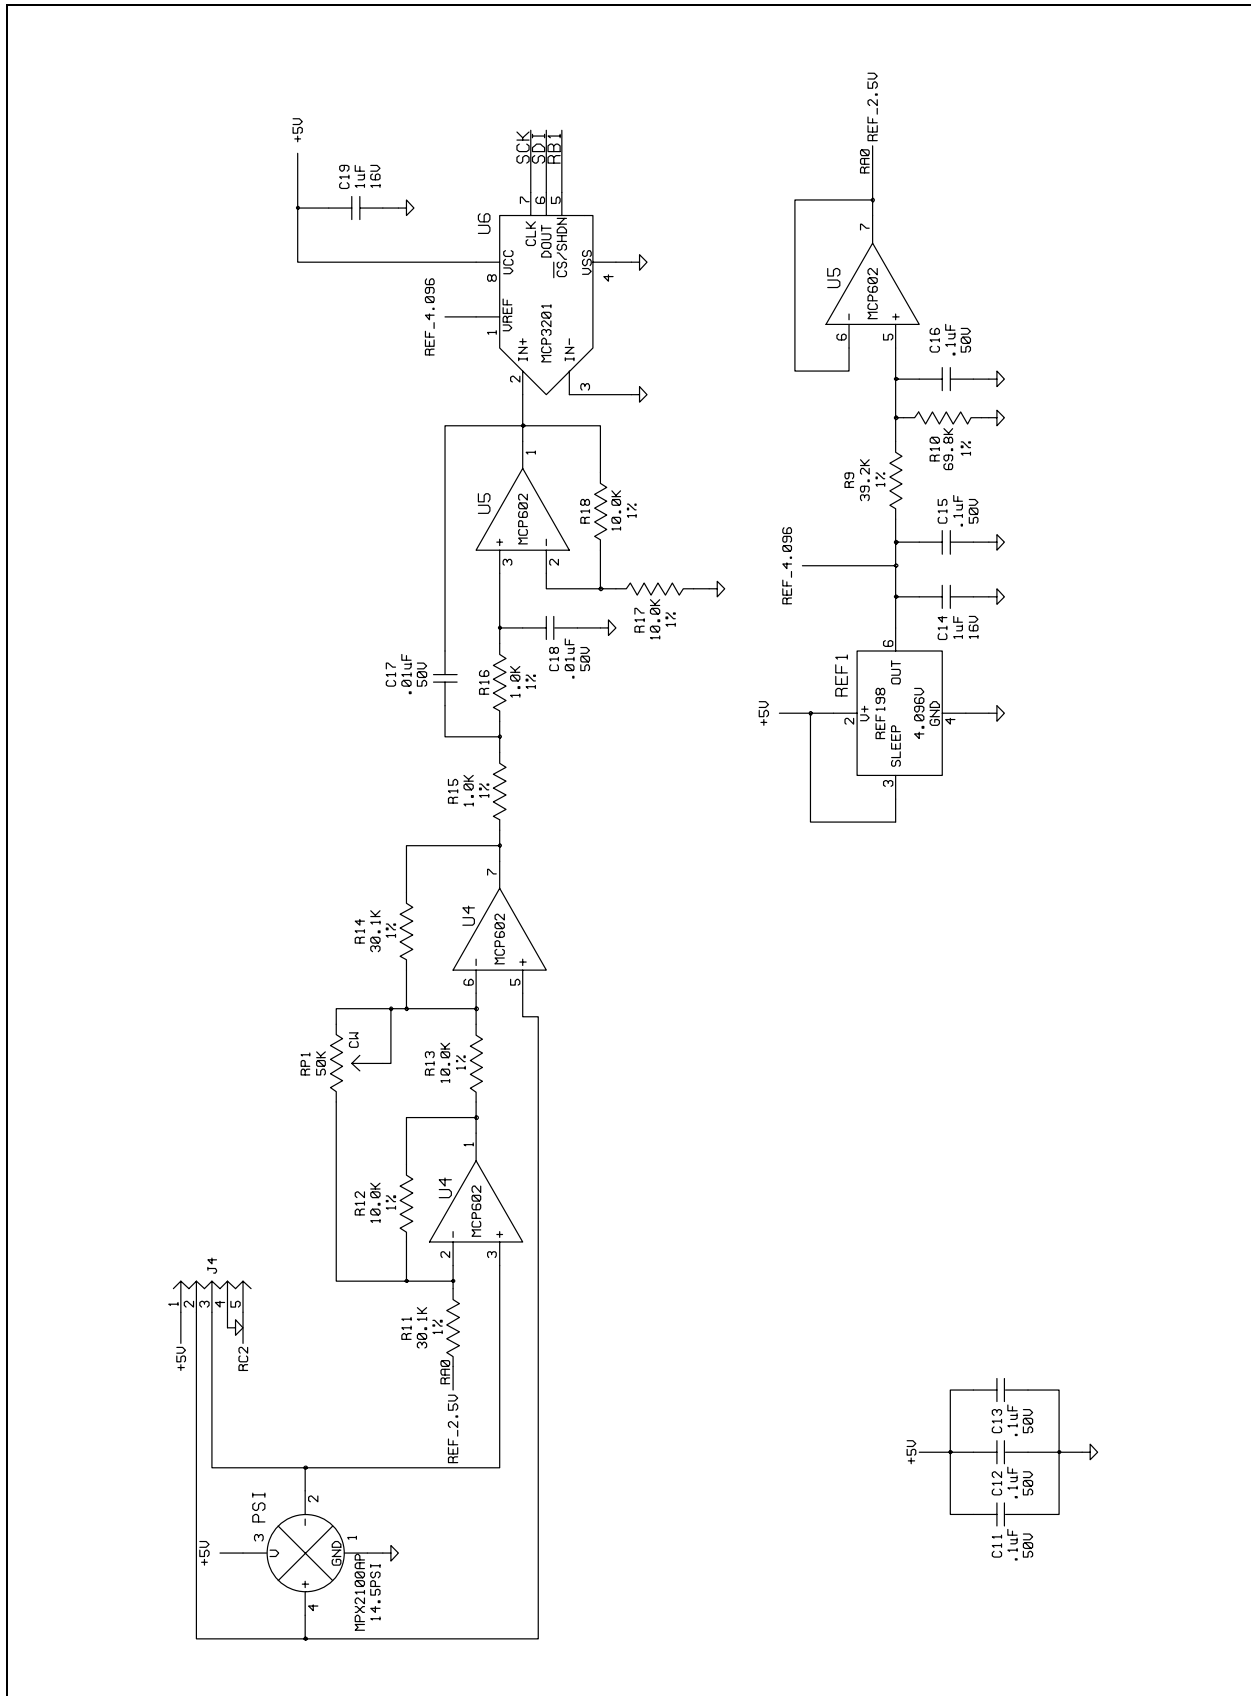 +5V
C19
1uF
16V
REF_4.096
U6
8
VCC
1
VREF
7
CLK
SCK
6
DOUT
SDI
5
CS/SHDN
RB1
VSS
4
2
IN+
MCP3201
IN-
3
U5
MCP602
1
+
3
-
2
R18
10.0K
1%
R17
10.0K
1%
C17
.01uF
50V
R16
1.0K
1%
C18
.01uF
50V
R15
1.0K
1%
R14
30.1K
1%
U4
MCP602
7
-
6
+
5
RP1
50K
CW
R13
10.0K
1%
R12
10.0K
1%
U4
MCP602
1
-
2
+
3
R11
30.1K
1%
RA0
REF_2.5V
J4
1
2
3
4
5
+5V
RC2
PSI
+5V
3
V
-
2
+
4
GND
1
MPX2100AP
14.5PSI
RA0
REF_2.5V
U5
MCP602
7
-
6
+
5
C16
.1uF
50V
R10
69.8K
1%
R9
39.2K
1%
C15
.1uF
50V
REF_4.096
C14
1uF
16V
REF1
6
OUT
+5V
2
V+
REF198
SLEEP
3
4.096V
GND
4
+5V
C13
.1uF
50V
C12
.1uF
50V
C11
.1uF
50V